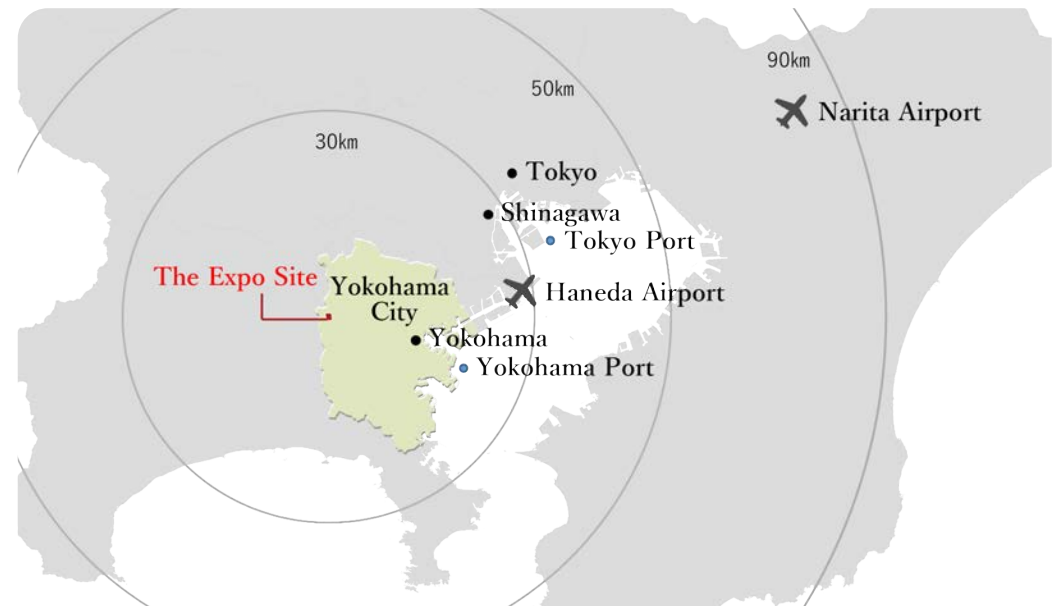 90km
50km
Narita Airport
30km
Tokyo
Shinagawa
Tokyo Port
The Expo Site
Yokohama
City
Haneda Airport
Yokohama
Yokohama Port